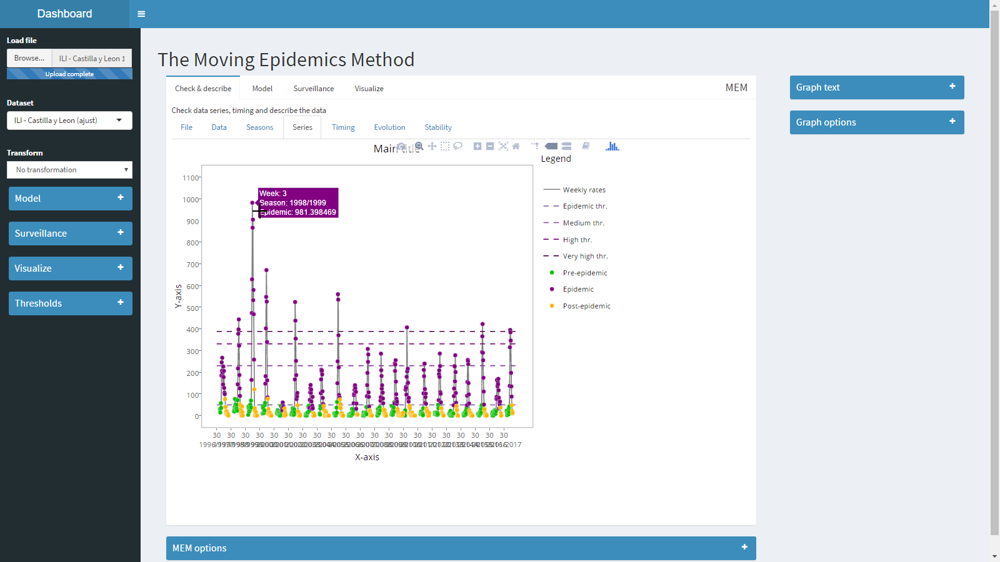 Dashboard
Load file
Browse...
ILI - Castilla y Leon 1
Upload complete
Dataset
ILI - Castilla y Leon (ajust)
Transform
No transformation
Model
Surveillance
Visualize
Thresholds
The Moving Epidemics Method
Check & describe
Model
Surveillance
Visualize
MEM
Check data series, timing and describe the data
File
Data
Seasons
Series
Timing
Evolution
Stability
Main title
Legend
Weekly rates
Epidemic thr.
Medium thr.
High thr.
Very high thr.
Pre-epidemic
Epidemic
Post-epidemic
Week: 3
Season: 1998/1999
Epidemic: 981.398469
1100
1000
900
800
700
600
500
400
300
200
100
0
Y-axis
30 30 30 30 30 30 30 30 30 30 30 30 30 30 30 30 30 30 30 30 30
X-axis
Graph text
Graph options
MEM options